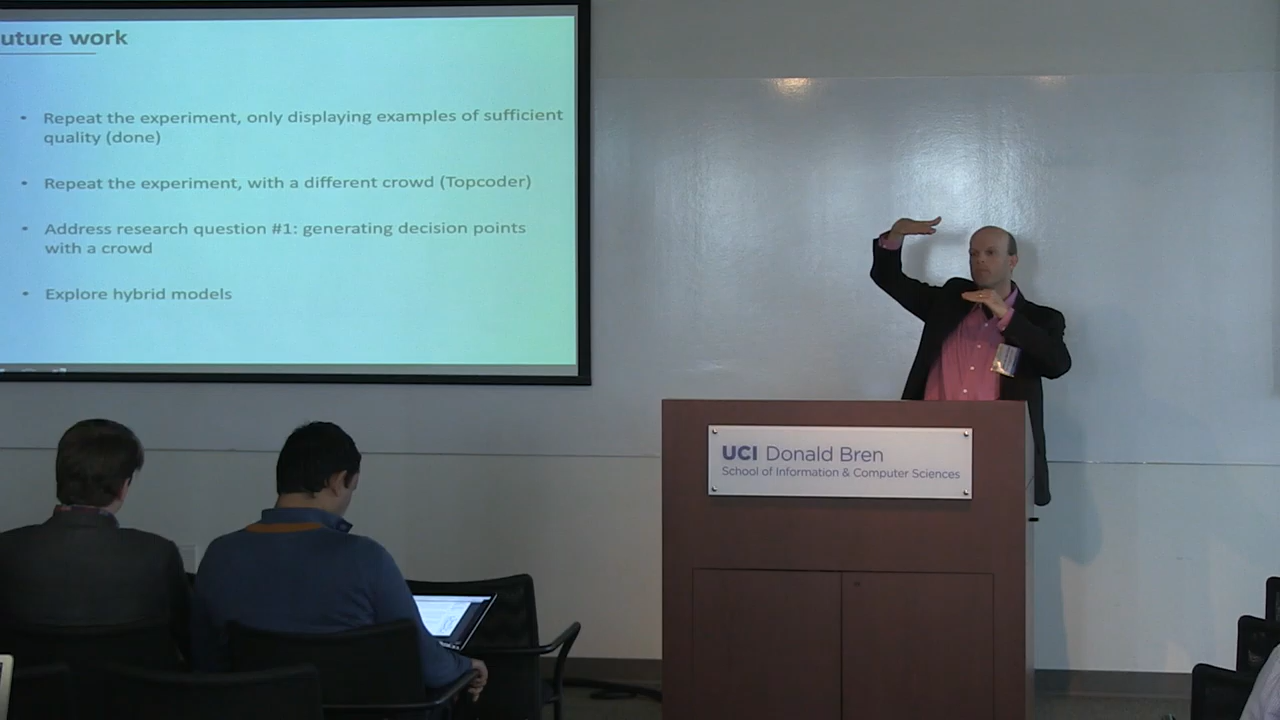 uture work
• Repeat the experiment, only displaying examples of sufficient
quality (done)
• Repeat the experiment, with a different crowd (Topcoder)
• Address research question #1: generating decision points
with a crowd
• Explore hybrid models
UCI Donald Bren
School of Information & Computer Sciences